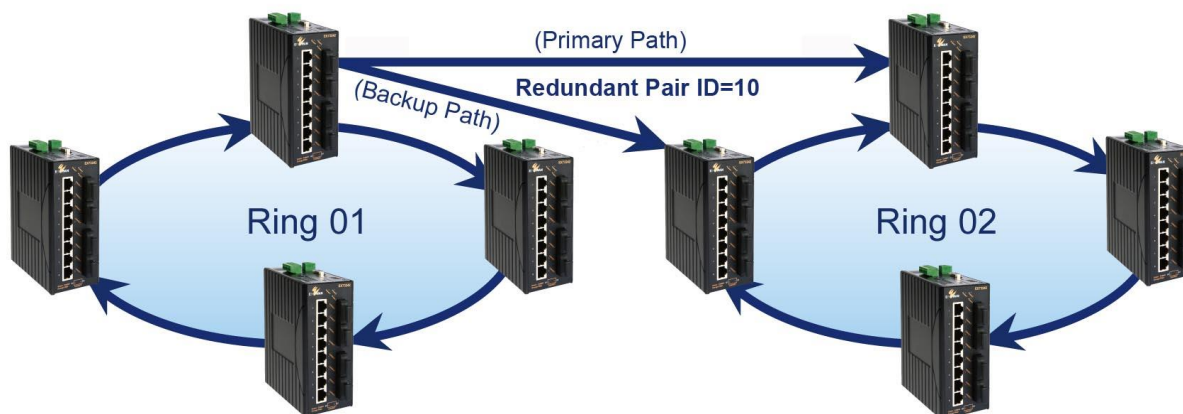 (Primary Path)
Redundant Pair ID=10
(Backup Path)
Ring 01
Ring 02